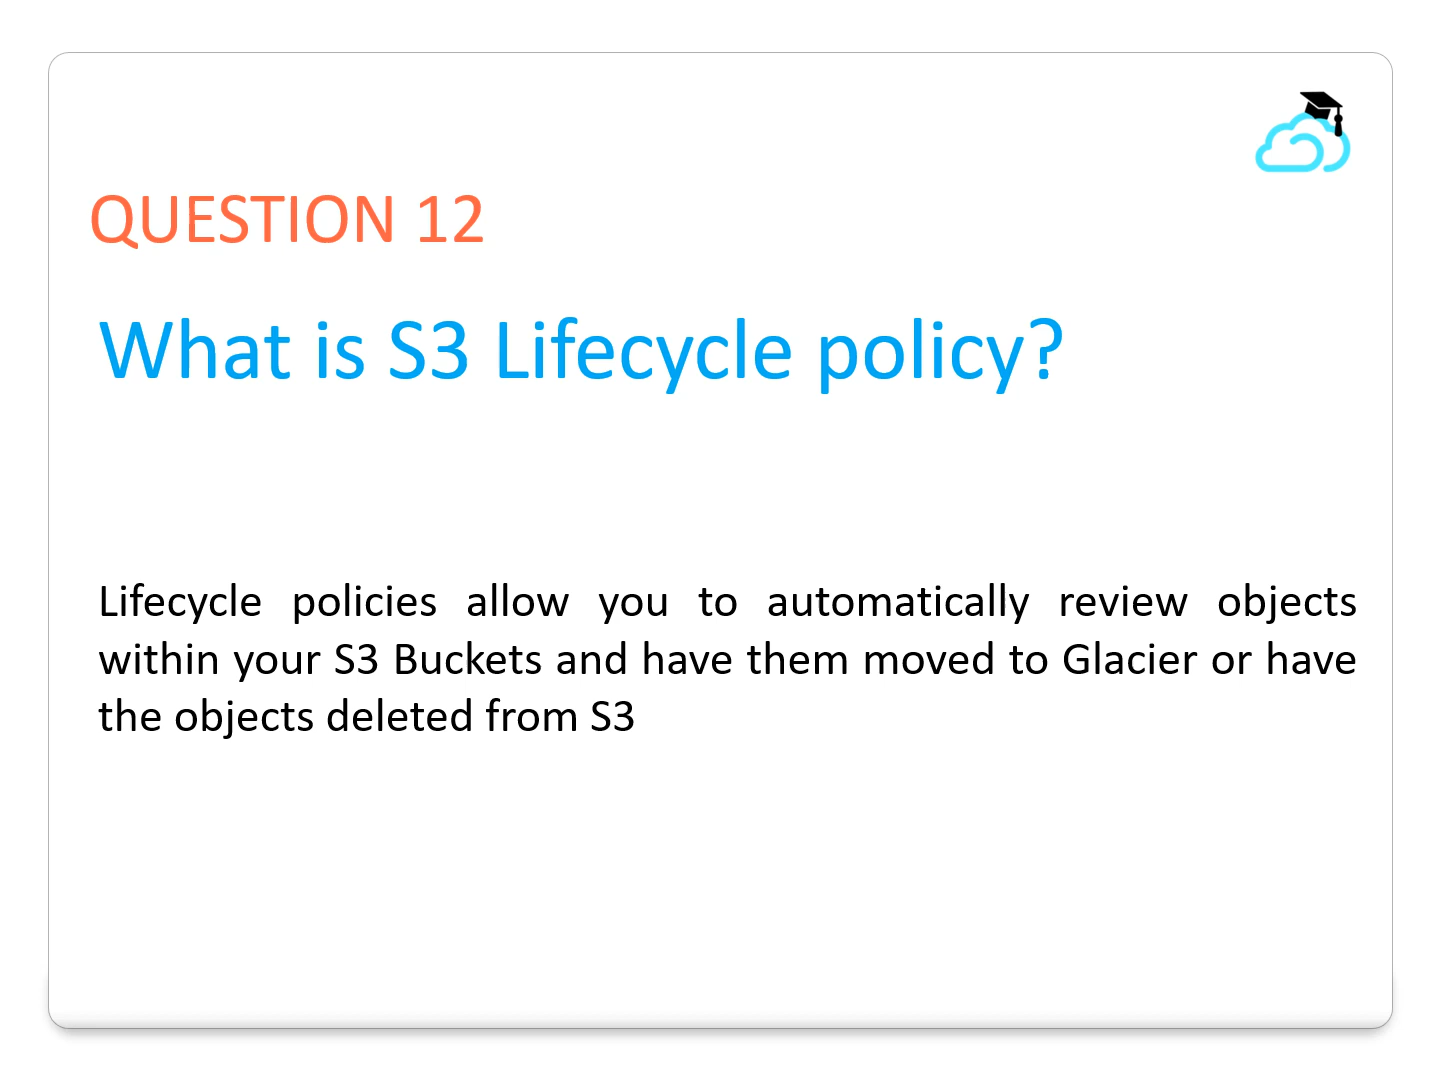 QUESTION 12
What is S3 Lifecycle policy?
Lifecycle policies allow you to automatically review objects
within your S3 Buckets and have them moved to Glacier or have
the objects deleted from S3